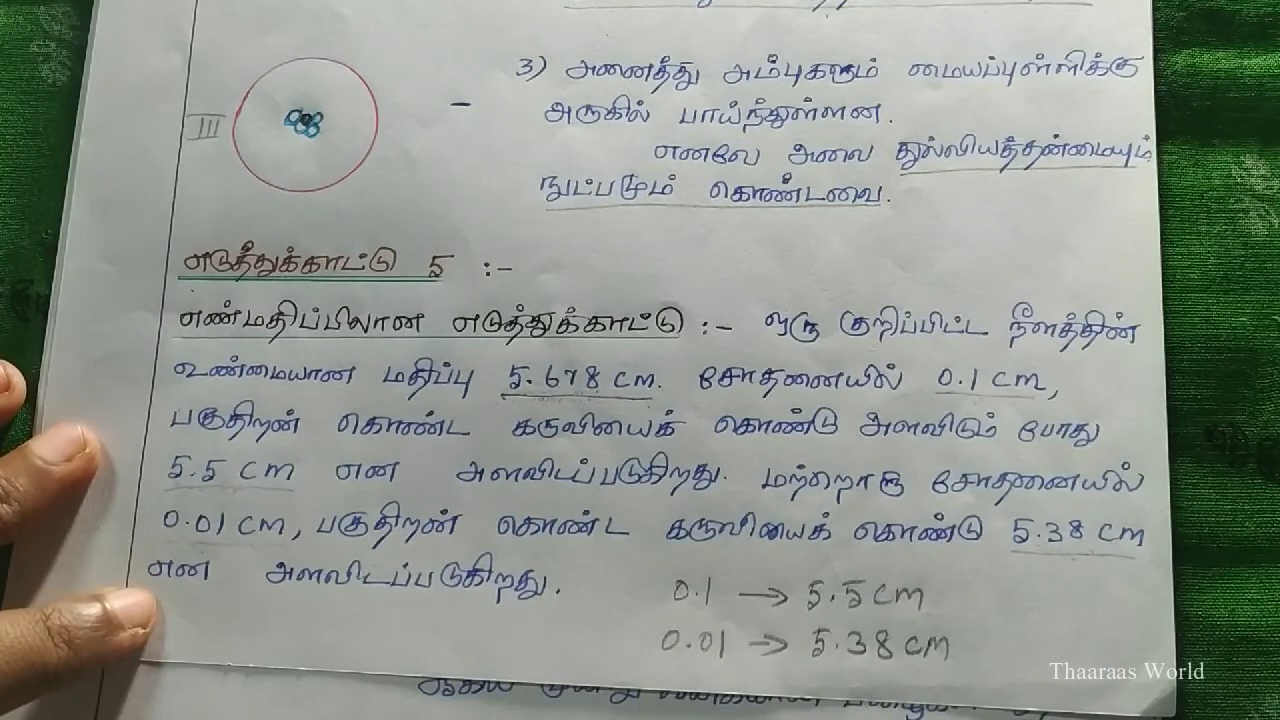 III
-
3) அனைத்து அம்புகளும் மையப்புள்ளிக்கு
அருகில் பாய்ந்துள்ளன.
எனவே அவை துல்லியத்தன்மையும்
நுட்பமும் கொண்டவை.
எடுத்துக்காட்டு 5 :-
எண்மதிப்பிலான எடுத்துக்காட்டு :- ஒரு குறிப்பிட்ட நீளத்தின்
உண்மையான மதிப்பு 5.678 cm. சோதனையில் 0.1 cm,
பகுதிறன் கொண்ட கருவியைக் கொண்டு அளவிடும் போது
5.5 cm என அளவிடப்படுகிறது. மற்றொரு சோதனையில்
0.01 cm, பகுதிறன் கொண்ட கருவியைக் கொண்டு 5.38 cm
என அளவிடப்படுகிறது.
0.1 → 5.5 cm
0.01 → 5.38 cm
Thaaraas World